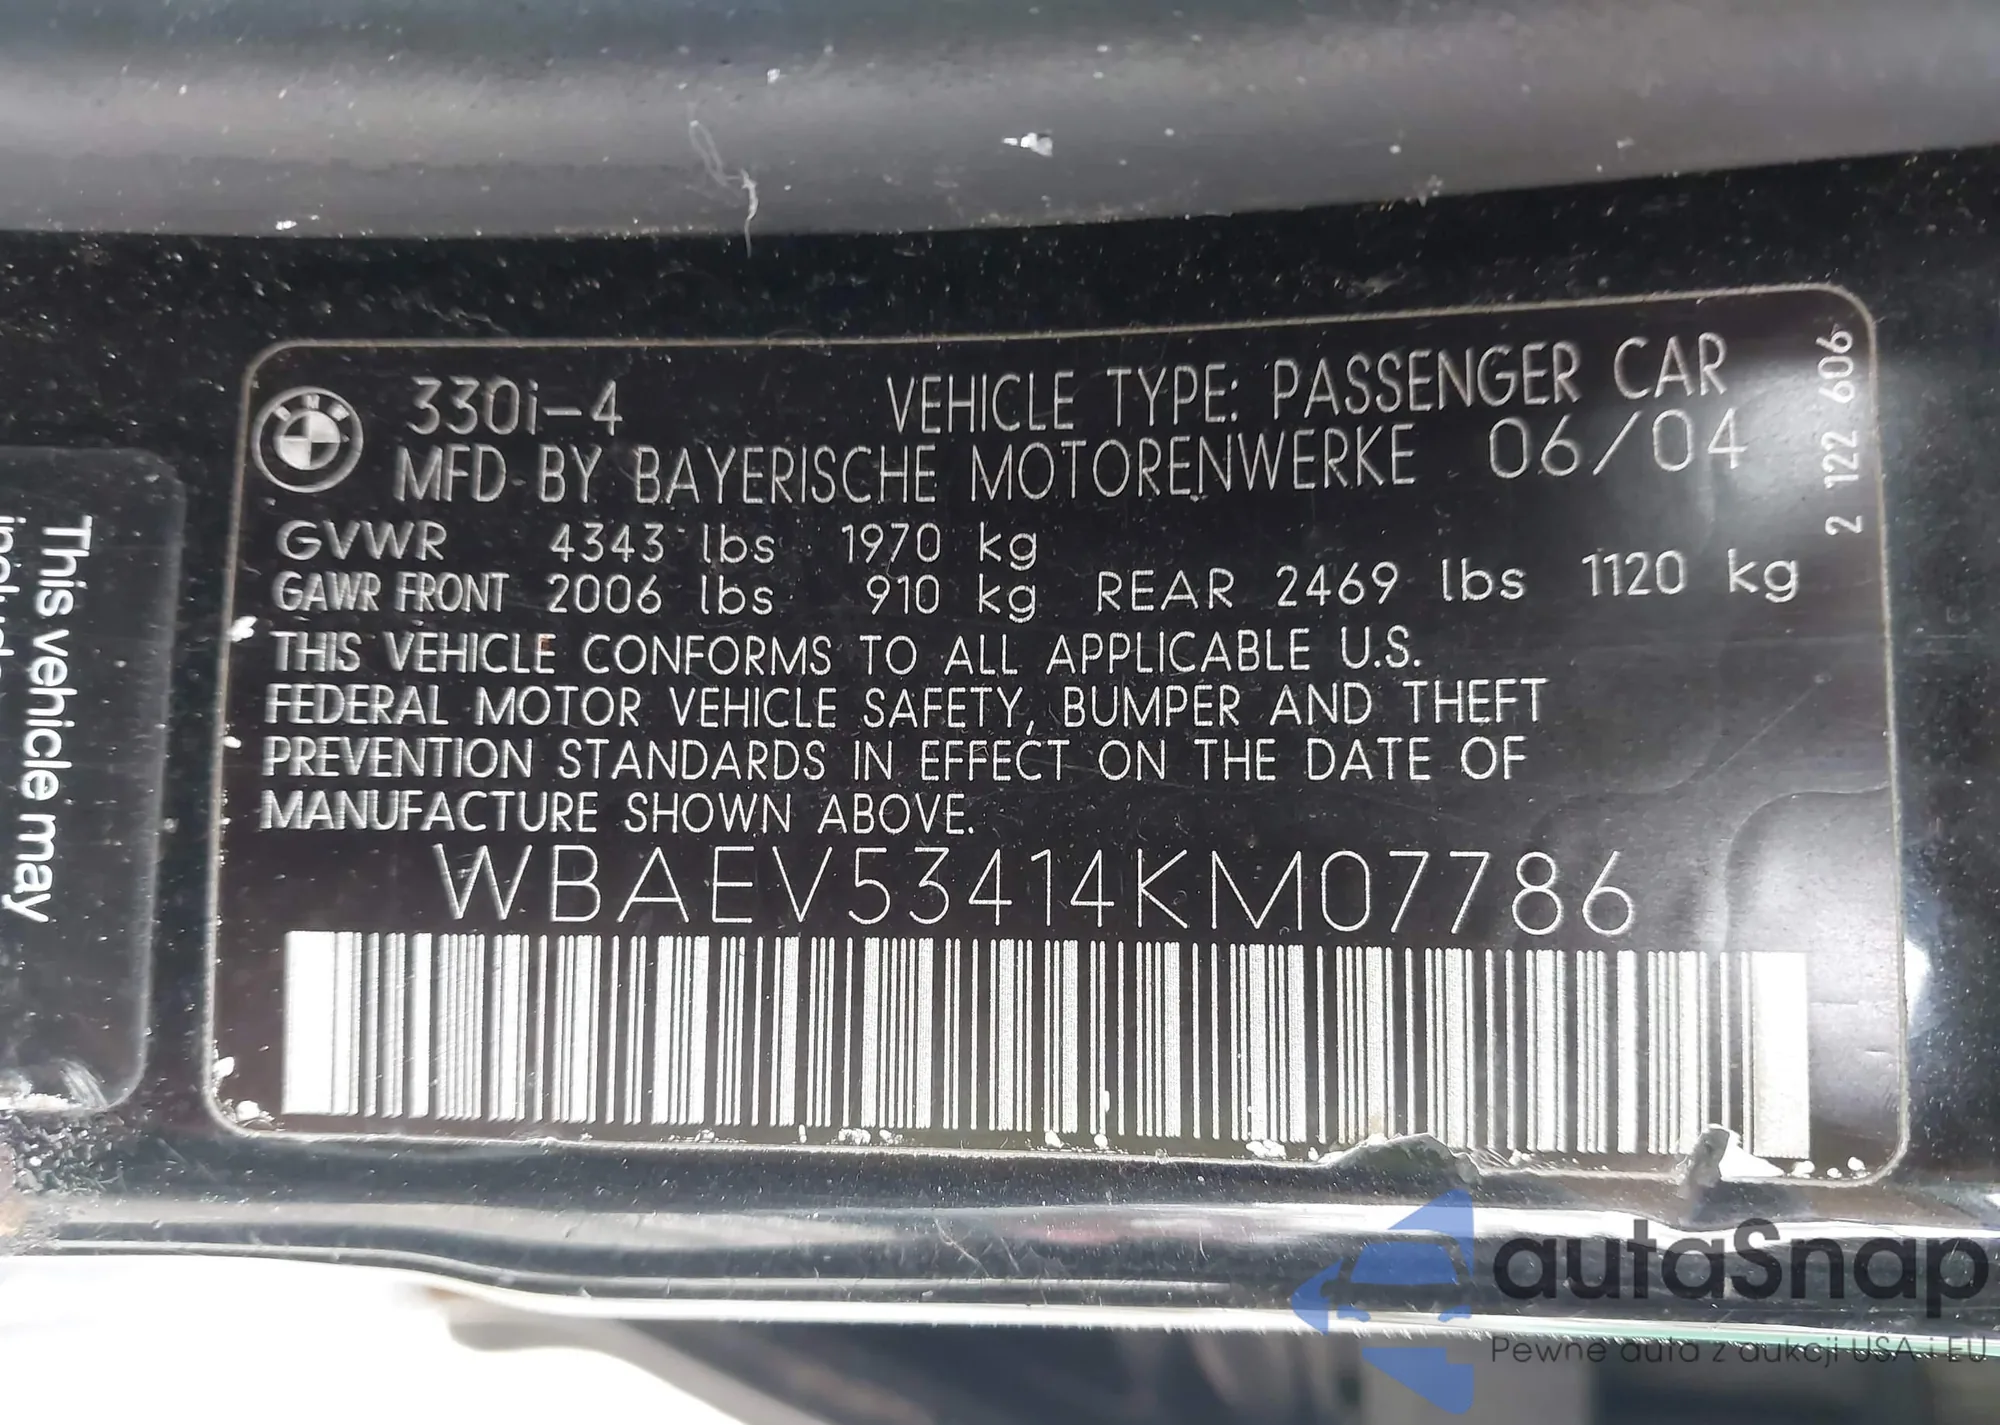 330i-4
VEHICLE TYPE: PASSENGER CAR
MFD BY BAYERISCHE MOTORENWERKE 06/04
GVWR 4343 lbs 1970 kg
GAWR FRONT 2006 lbs 910 kg REAR 2469 lbs 1120 kg
THIS VEHICLE CONFORMS TO ALL APPLICABLE U.S.
FEDERAL MOTOR VEHICLE SAFETY, BUMPER AND THEFT
PREVENTION STANDARDS IN EFFECT ON THE DATE OF
MANUFACTURE SHOWN ABOVE.
WBAEV53414KM07786
2 122 606
BMW
This vehicle may
autaSnap
Pewne auta z aukcji USA i EU